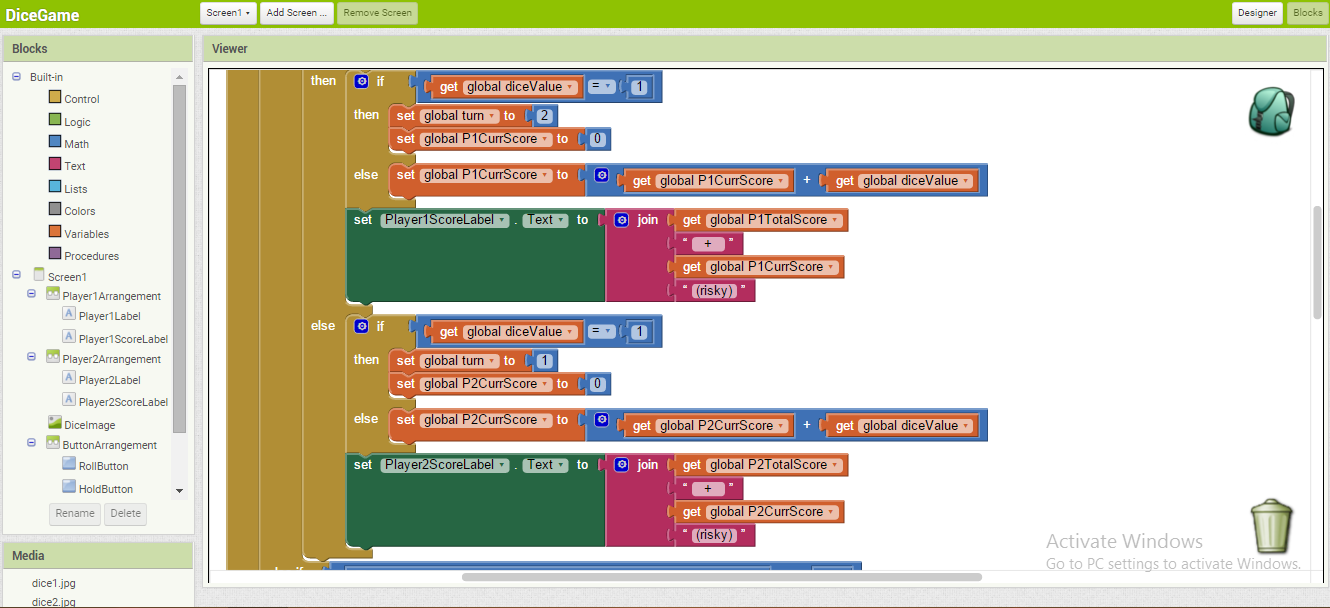 DiceGame
Screen1
Add Screen ...
Remove Screen
Designer
Blocks
Blocks
Built-in
Control
Logic
Math
Text
Lists
Colors
Variables
Procedures
Screen1
Player1Arrangement
Player1Label
Player1ScoreLabel
Player2Arrangement
Player2Label
Player2ScoreLabel
DiceImage
ButtonArrangement
RollButton
HoldButton
Rename
Delete
Media
dice1.jpg
dice2.jpg
Viewer
then if get global diceValue = 1
then set global turn to 2
set global P1CurrScore to 0
else set global P1CurrScore to get global P1CurrScore + get global diceValue
set Player1ScoreLabel . Text to join get global P1TotalScore
" + "
get global P1CurrScore
" (risky) "
else if get global diceValue = 1
then set global turn to 1
set global P2CurrScore to 0
else set global P2CurrScore to get global P2CurrScore + get global diceValue
set Player2ScoreLabel . Text to join get global P2TotalScore
" + "
get global P2CurrScore
" (risky) "
Activate Windows
Go to PC settings to activate Windows.